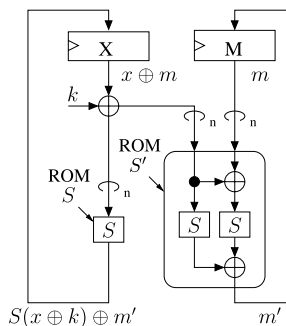 X M
x ⊕ m m
k
n n
ROM
S'
ROM
S n
S S S
S(x ⊕ k) ⊕ m' m'